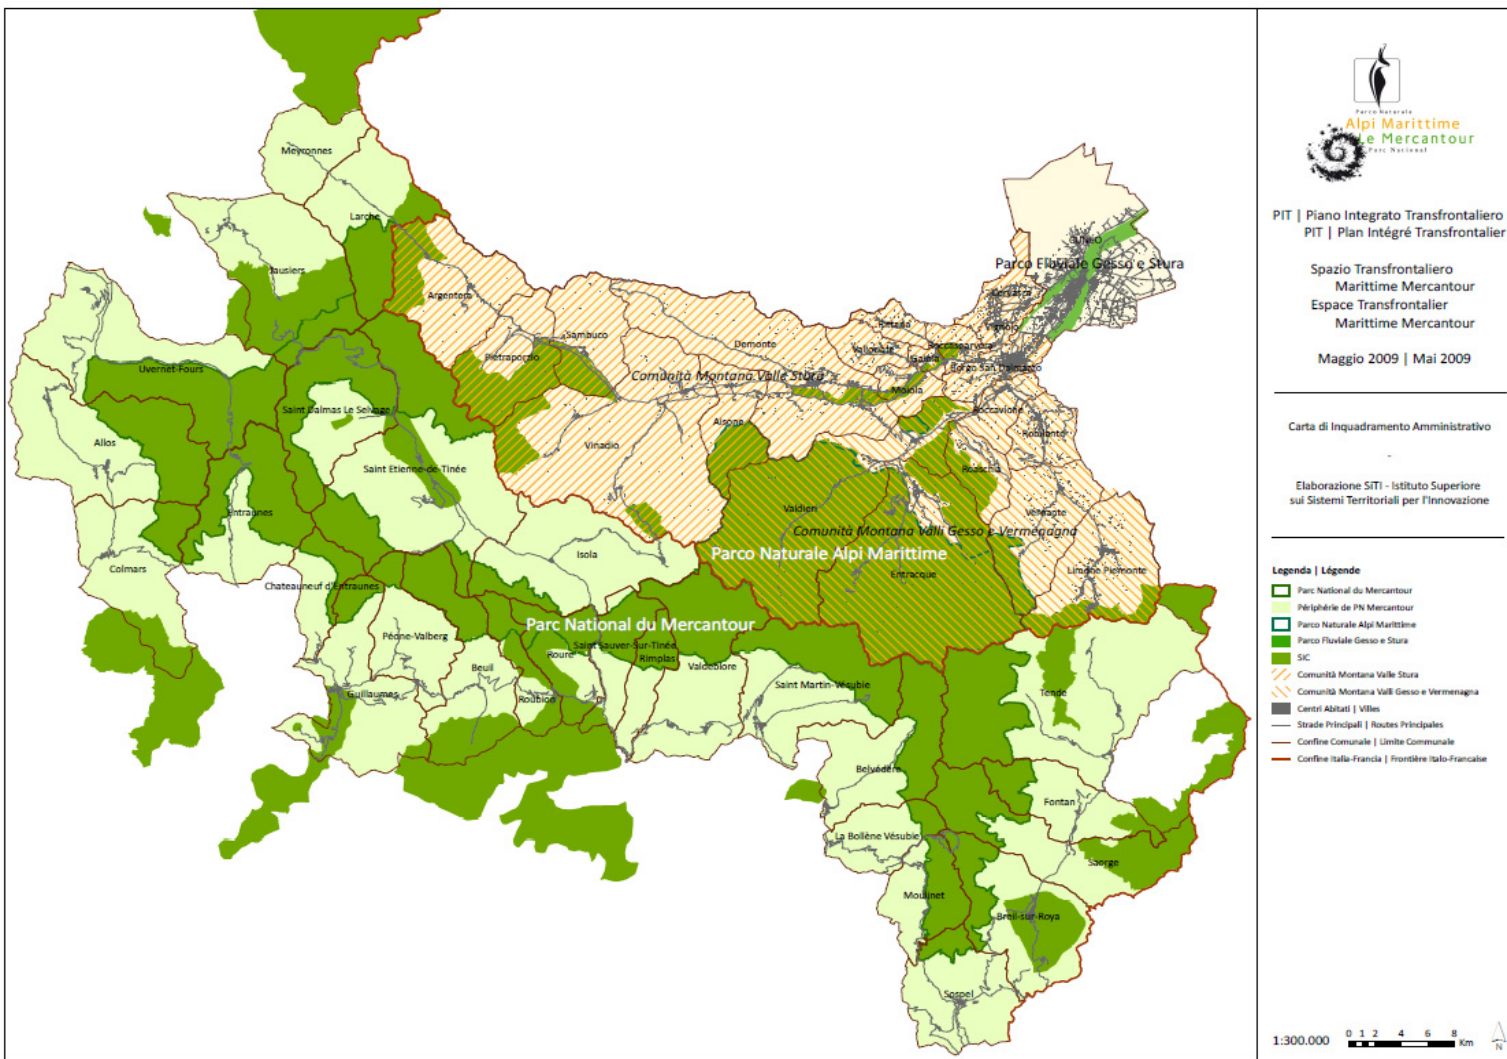 Meyronnes
Larche
Jausiers
Argentera
Sambuco
Pietraporzio
Demonte
Comunità Montana Valle Stura
Vinadio
Aisone
Moiola
Gaiola
Valloriate
Rittana
Roccasparvera
Cervasca
Vignolo
CUNEO
Parco Fluviale Gesso e Stura
Borgo San Dalmazzo
Roccavione
Robilante
Roaschia
Vernante
Valdieri
Comunità Montana Valli Gesso e Vermenagna
Parco Naturale Alpi Marittime
Entracque
Limone Piemonte
Uvernet-Fours
Allos
Saint Dalmas Le Selvage
Saint Etienne-de-Tinée
Entraunes
Colmars
Isola
Chateauneuf d'Entraunes
Parc National du Mercantour
Péone-Valberg
Saint Sauver-Sur-Tinée
Rimplas
Roure
Beuil
Valdeblore
Guillaumes
Roubion
Saint Martin-Vésubie
Tende
Belvédère
Fontan
La Bollène Vésubie
Saorge
Moulinet
Breil-sur-Roya
Sospel
Parco Naturale
Alpi Marittime
Le Mercantour
Parc National
PIT | Piano Integrato Transfrontaliero
PIT | Plan Intégré Transfrontalier
Spazio Transfrontaliero
Marittime Mercantour
Espace Transfrontalier
Marittime Mercantour
Maggio 2009 | Mai 2009
Carta di Inquadramento Amministrativo
-
Elaborazione SiTI - Istituto Superiore
sui Sistemi Territoriali per l'Innovazione
Legenda | Légende
Parc National du Mercantour
Périphérie de PN Mercantour
Parco Naturale Alpi Marittime
Parco Fluviale Gesso e Stura
SIC
Comunità Montana Valle Stura
Comunità Montana Valli Gesso e Vermenagna
Centri Abitati | Villes
Strade Principali | Routes Principales
Confine Comunale | Limite Communale
Confine Italia-Francia | Frontière Italo-Francaise
1:300.000
0 1 2 4 6 8
Km
N